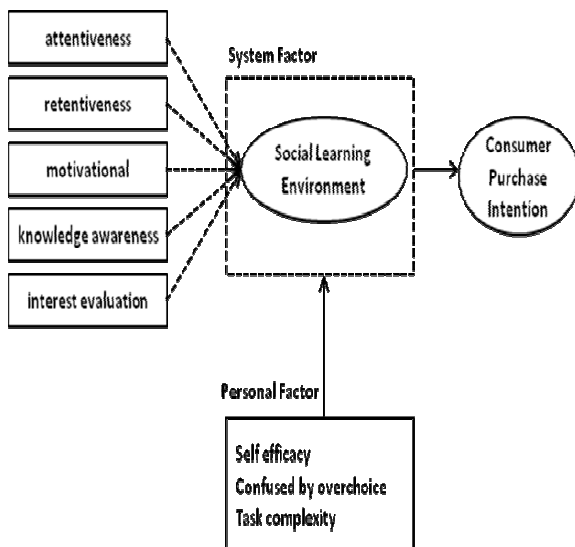 attentiveness
retentiveness
motivational
knowledge awareness
interest evaluation
System Factor
Social Learning
Environment
Consumer
Purchase
Intention
Personal Factor
Self efficacy
Confused by overchoice
Task complexity